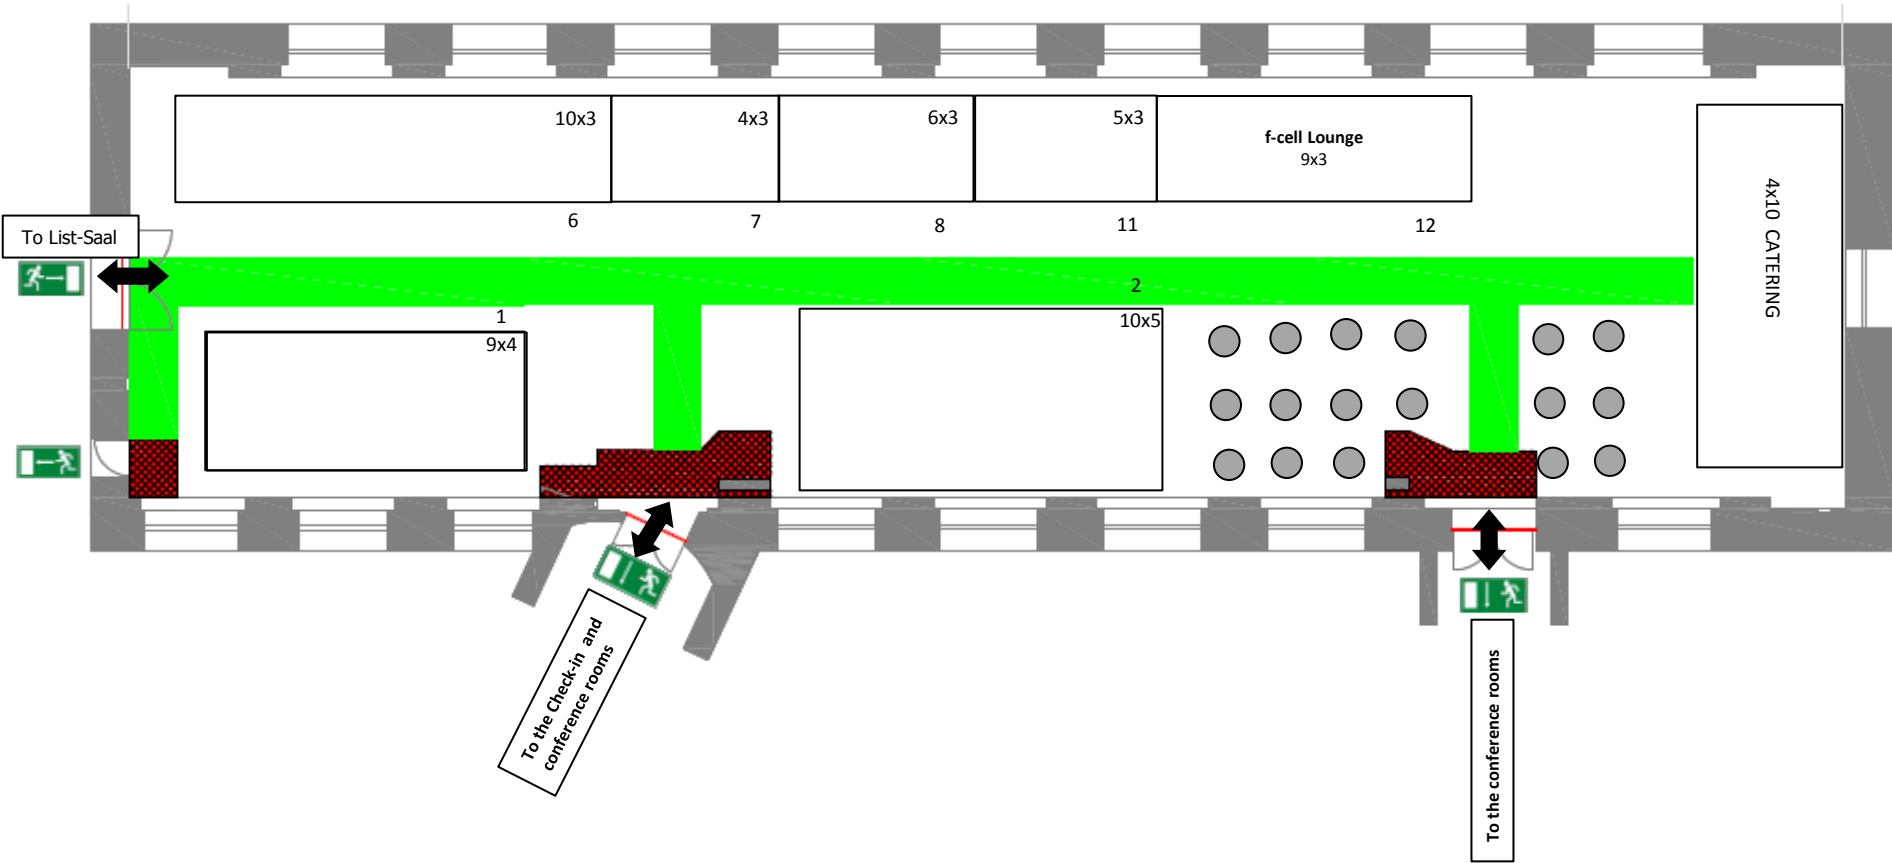 10x3
4x3
6x3
5x3
f-cell Lounge
9x3
4x10 CATERING
6
7
8
11
12
To List-Saal
2
1
9x4
10x5
To the Check-in and
conference rooms
To the conference rooms